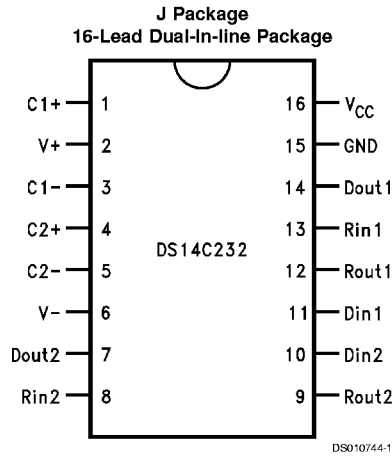 J Package
16-Lead Dual-In-line Package
C1+ 1 16 VCC
V+ 2 15 GND
C1- 3 14 Dout1
C2+ 4 13 Rin1
DS14C232
C2- 5 12 Rout1
V- 6 11 Din1
Dout2 7 10 Din2
Rin2 8 9 Rout2
DS010744-1